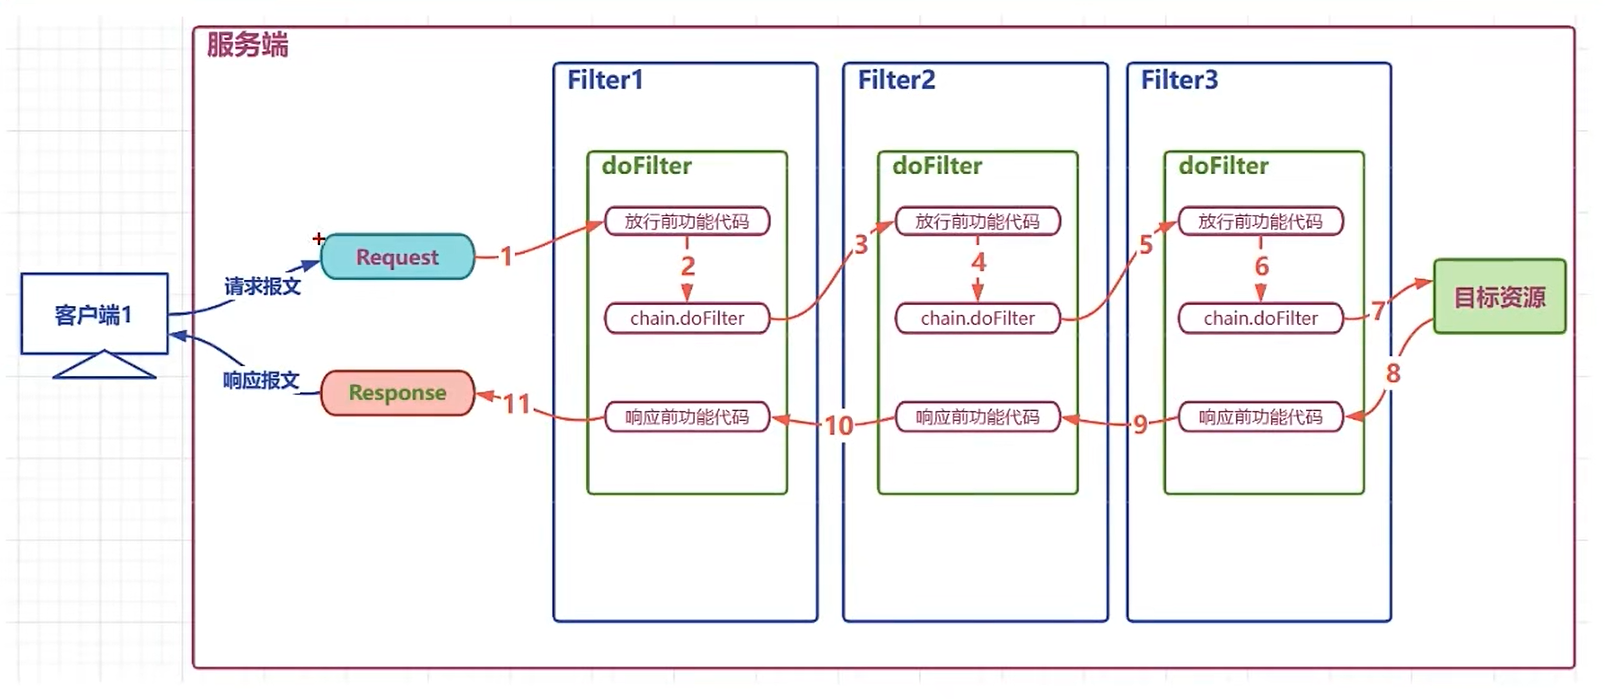 服务端
Filter1
Filter2
Filter3
doFilter
doFilter
doFilter
放行前功能代码
放行前功能代码
放行前功能代码
Request
1
2
3
4
5
6
7
请求报文
客户端1
chain.doFilter
chain.doFilter
chain.doFilter
目标资源
8
响应报文
Response
11
响应前功能代码
10
响应前功能代码
9
响应前功能代码